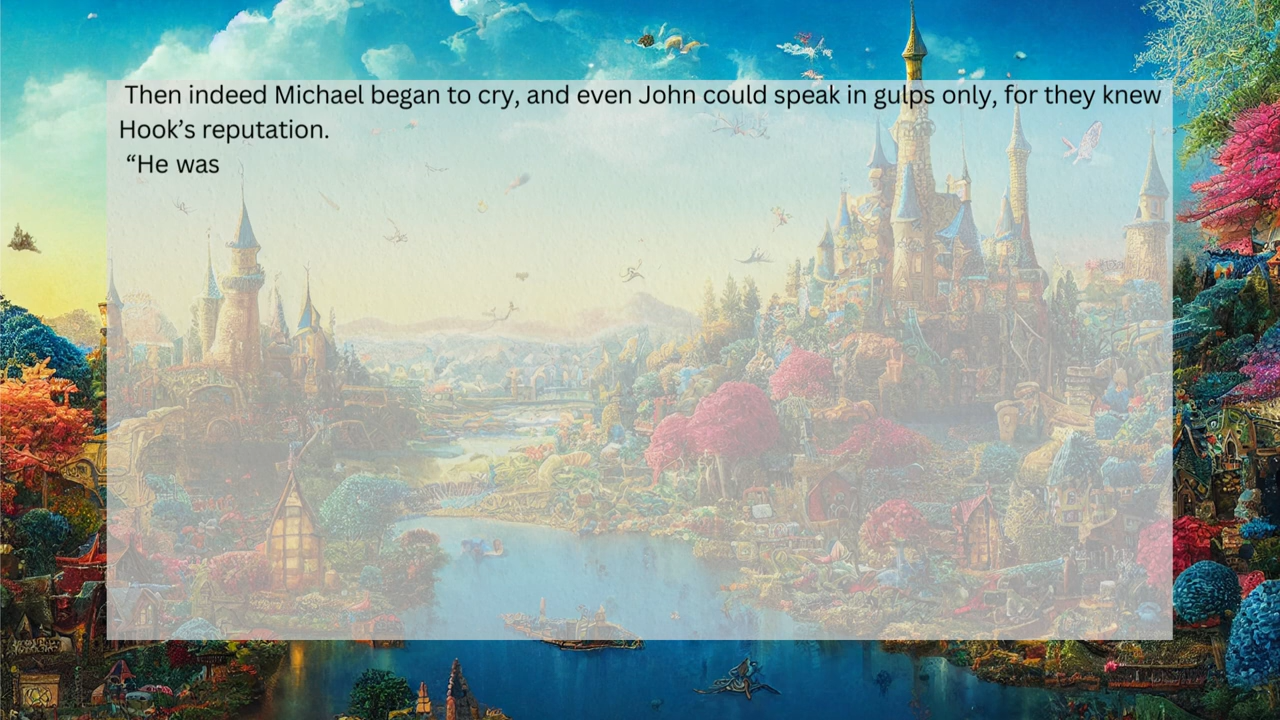 Then indeed Michael began to cry, and even John could speak in gulps only, for they knew
Hook’s reputation.
“He was